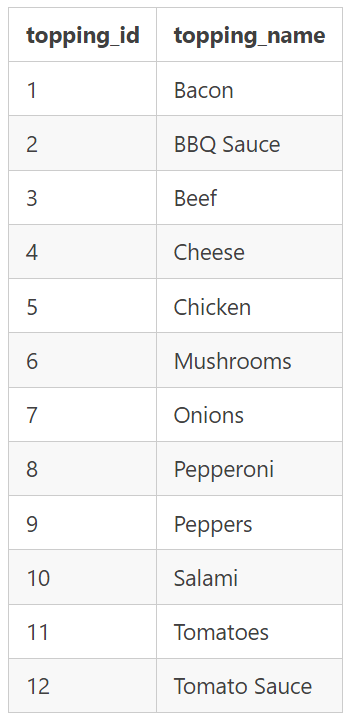 topping_id topping_name
1 Bacon
2 BBQ Sauce
3 Beef
4 Cheese
5 Chicken
6 Mushrooms
7 Onions
8 Pepperoni
9 Peppers
10 Salami
11 Tomatoes
12 Tomato Sauce